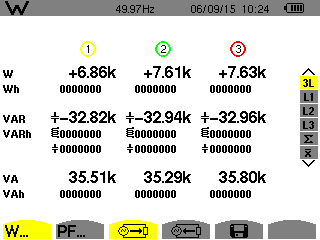 W 49.97Hz 06/09/15 10:24
1 2 3
W +6.86k +7.61k +7.63k
Wh 0000000 0000000 0000000
3L
L1
L2
L3
Σ
x̄
VAR -32.82k -32.94k -32.96k
VARh 0000000 0000000 0000000
0000000 0000000 0000000
VA 35.51k 35.29k 35.80k
VAh 0000000 0000000 0000000
W... PF...